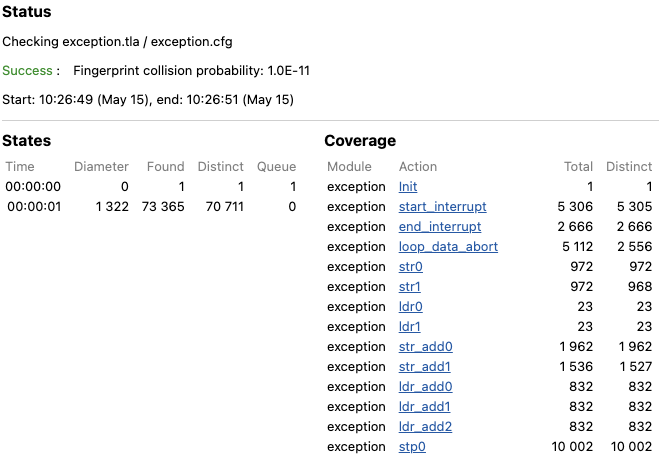 Status
Checking exception.tla / exception.cfg
Success : Fingerprint collision probability: 1.0E-11
Start: 10:26:49 (May 15), end: 10:26:51 (May 15)
States
Time Diameter Found Distinct Queue
00:00:00 0 1 1 1
00:00:01 1 322 73 365 70 711 0
Coverage
Module Action Total Distinct
exception Init 1 1
exception start_interrupt 5 306 5 305
exception end_interrupt 2 666 2 666
exception loop_data_abort 5 112 2 556
exception str0 972 972
exception str1 972 968
exception ldr0 23 23
exception ldr1 23 23
exception str_add0 1 962 1 962
exception str_add1 1 536 1 527
exception ldr_add0 832 832
exception ldr_add1 832 832
exception ldr_add2 832 832
exception stp0 10 002 10 002